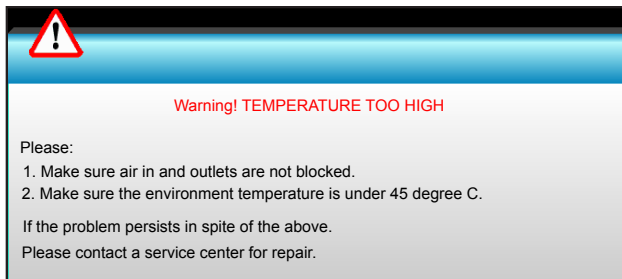 Warning! TEMPERATURE TOO HIGH
Please:
1. Make sure air in and outlets are not blocked.
2. Make sure the environment temperature is under 45 degree C.
If the problem persists in spite of the above.
Please contact a service center for repair.